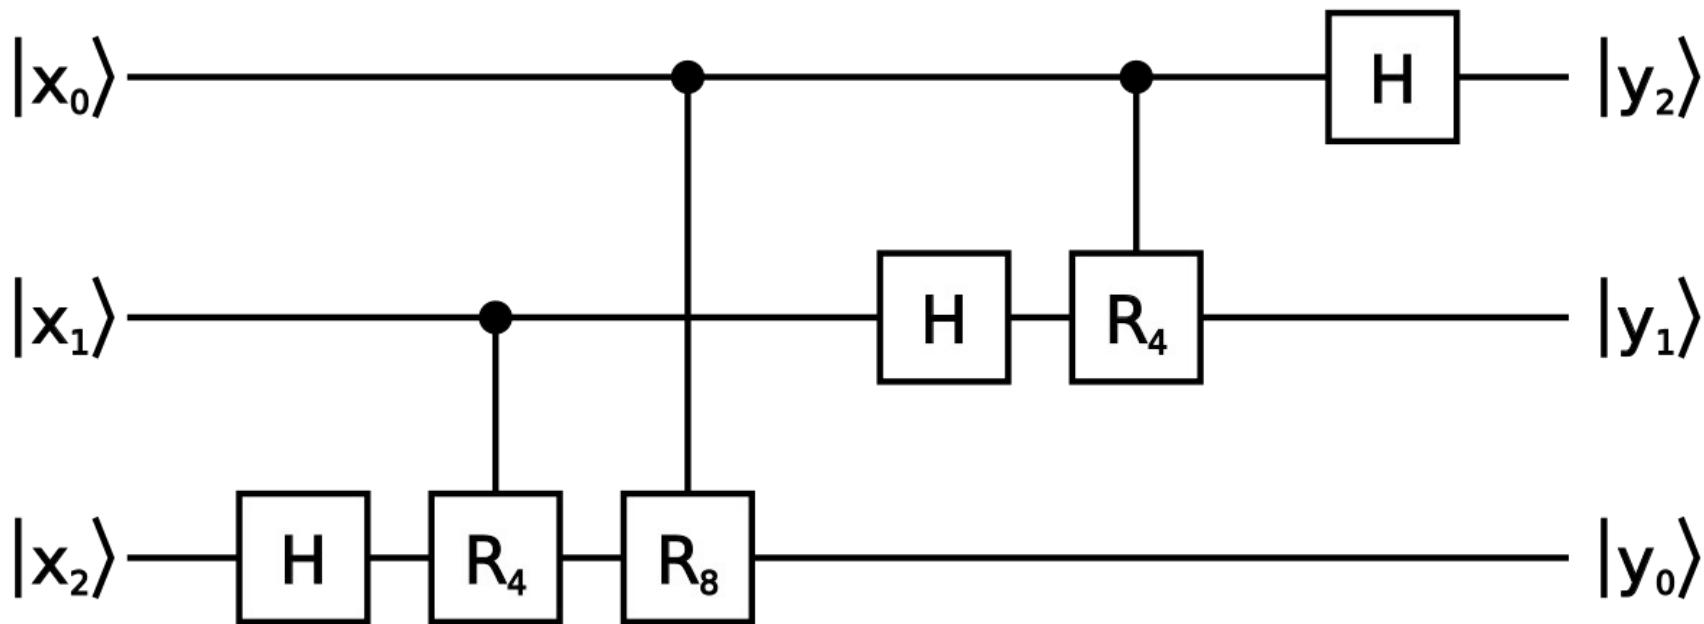 |x₀⟩ H |y₂⟩
|x₁⟩ H R₄ |y₁⟩
|x₂⟩ H R₄ R₈ |y₀⟩